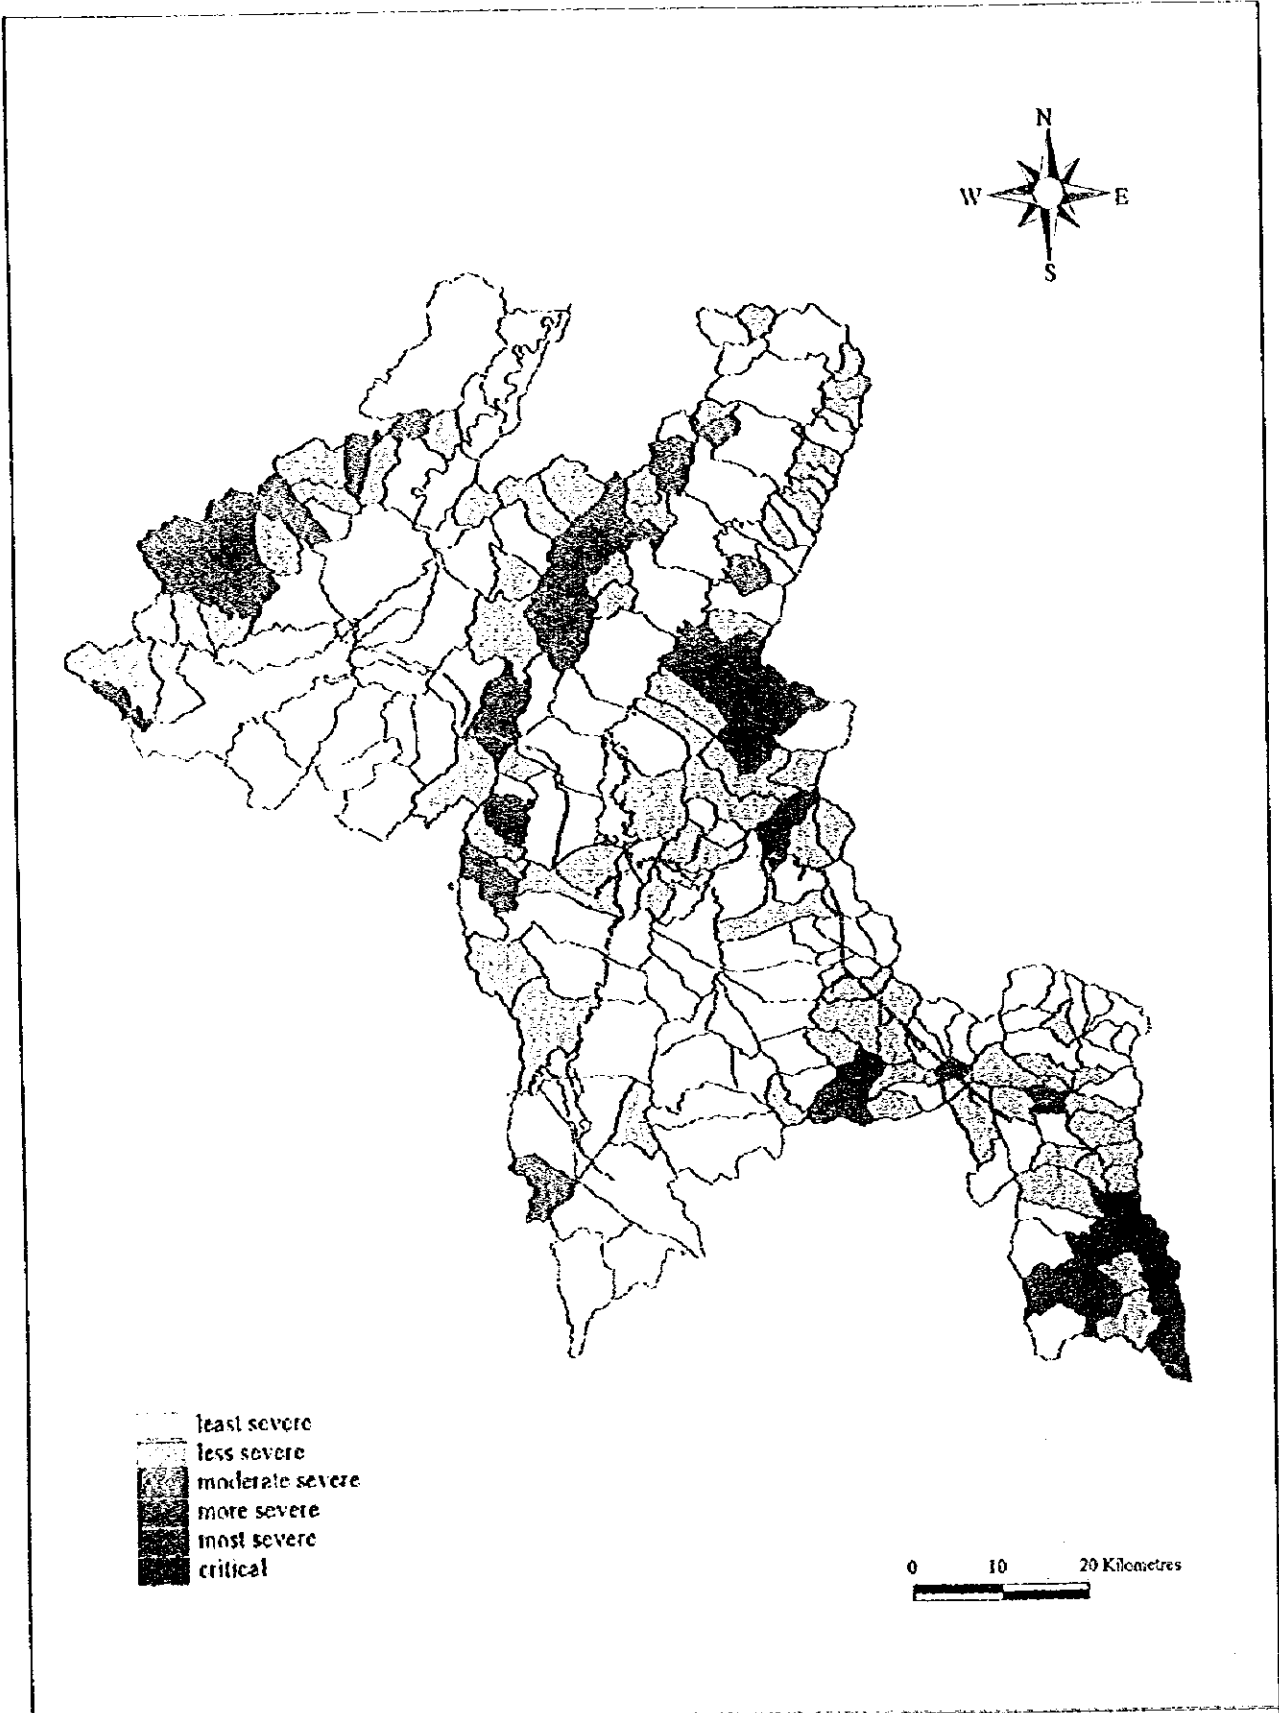 N
W E
S
least severe
less severe
moderate severe
more severe
most severe
critical
0 10 20 Kilometres